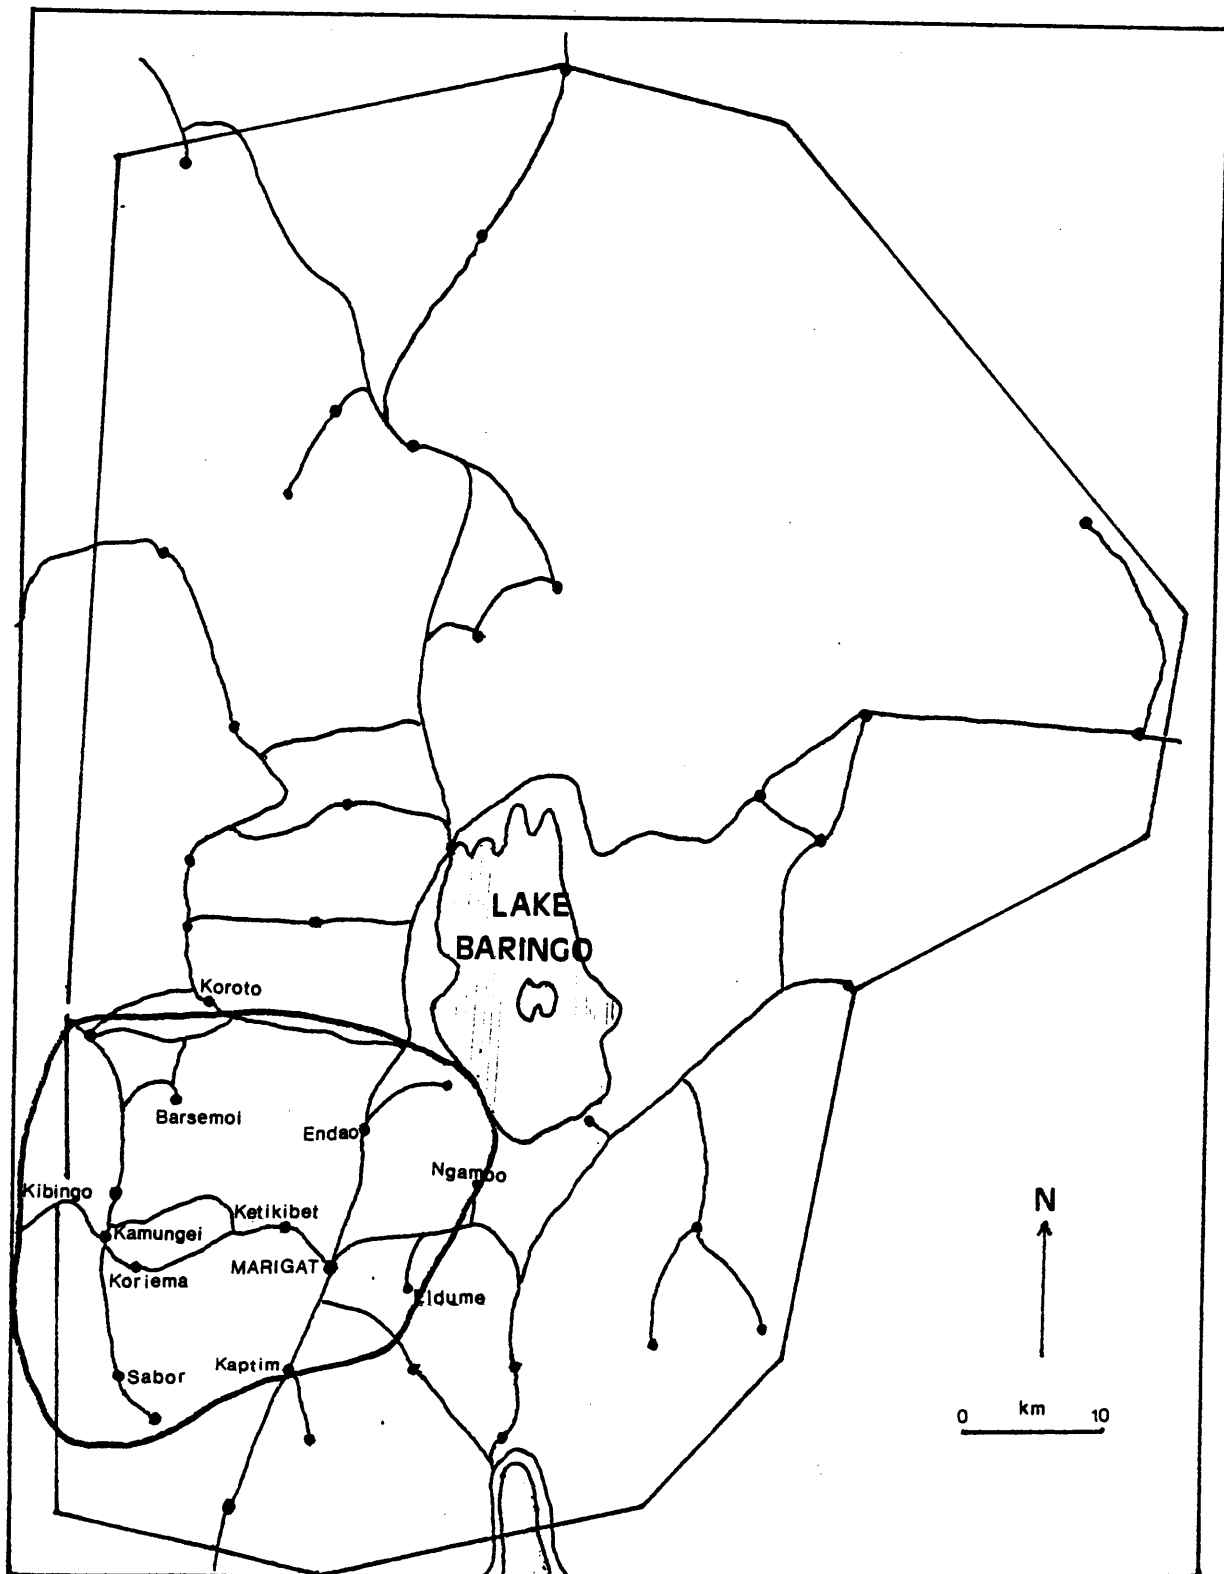 LAKE
BARINGO
Koroto
Barsemoi
Endao
Ngambo
Kibingo
Ketikibet
Kamungei
MARIGAT
Koriema
Eldume
Kaptim
Sabor
N
0 km 10